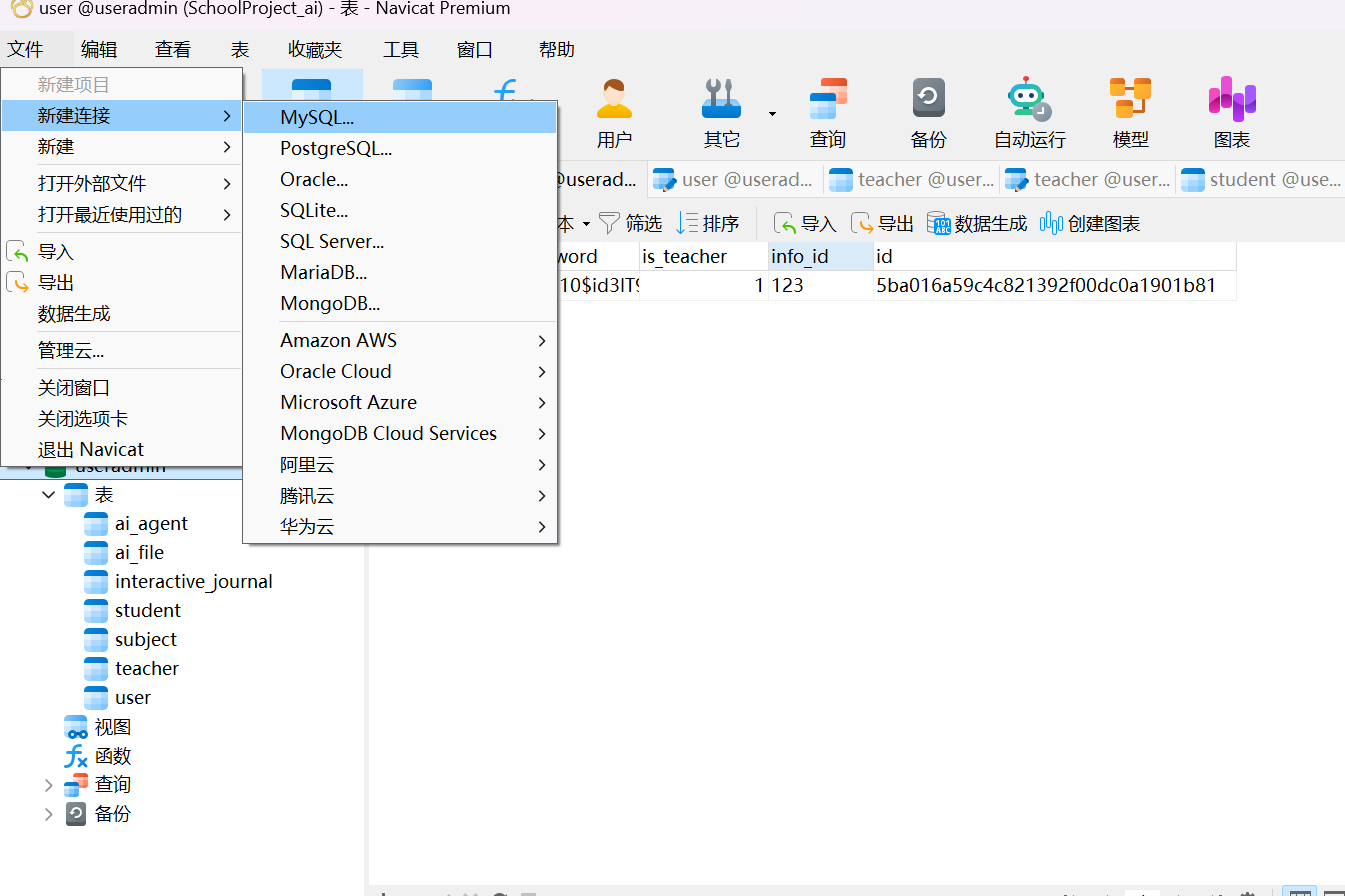 user @useradmin (SchoolProject_ai) - 表 - Navicat Premium
文件 编辑 查看 表 收藏夹 工具 窗口 帮助
用户 其它 查询 备份 自动运行 模型 图表
新建项目
新建连接
新建
打开外部文件
打开最近使用过的
导入
导出
数据生成
管理云...
关闭窗口
关闭选项卡
退出 Navicat
MySQL...
PostgreSQL...
Oracle...
SQLite...
SQL Server...
MariaDB...
MongoDB...
Amazon AWS
Oracle Cloud
Microsoft Azure
MongoDB Cloud Services
阿里云
腾讯云
华为云
@userad... user @userad... teacher @user... teacher @user... student @use...
本 筛选 排序 导入 导出 数据生成 创建图表
word is_teacher info_id id
10$id3IT9 1 123 5ba016a59c4c821392f00dc0a1901b81
useradmin
表
ai_agent
ai_file
interactive_journal
student
subject
teacher
user
视图
函数
查询
备份